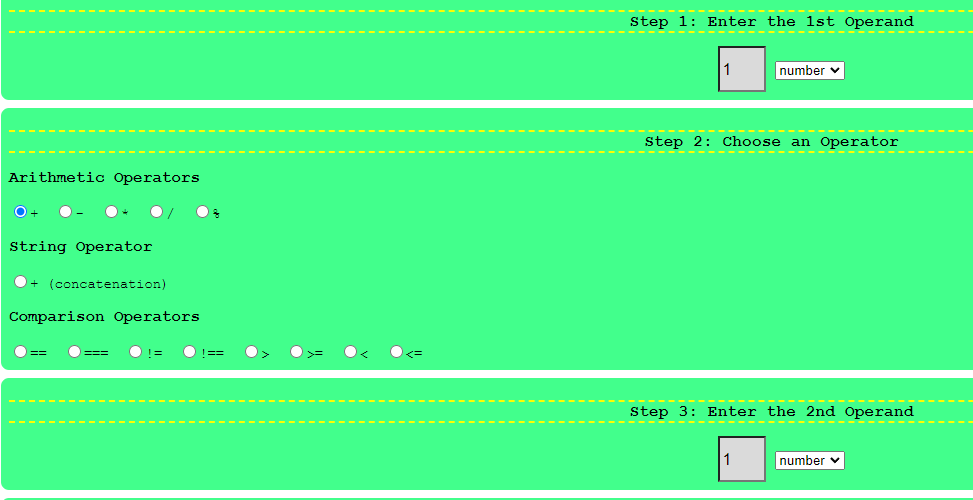 Step 1: Enter the 1st Operand
1 number
Step 2: Choose an Operator
Arithmetic Operators
+ - * / %
String Operator
+ (concatenation)
Comparison Operators
== === != !== > >= < <=
Step 3: Enter the 2nd Operand
1 number